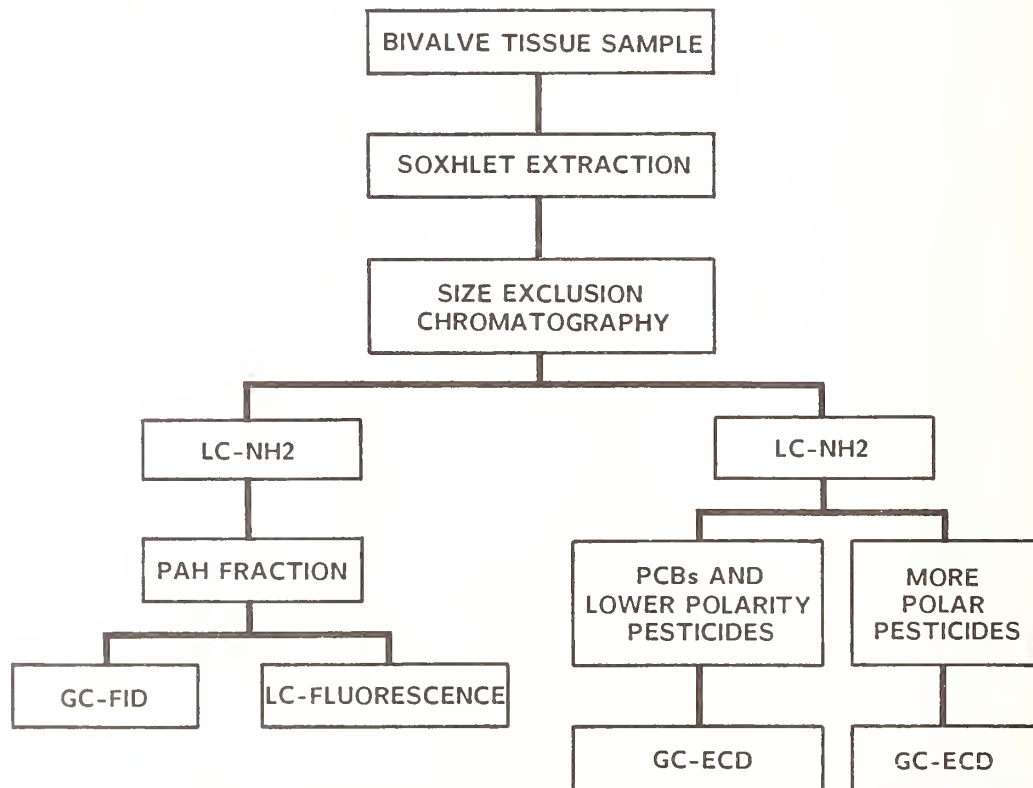 BIVALVE TISSUE SAMPLE
SOXHLET EXTRACTION
SIZE EXCLUSION
CHROMATOGRAPHY
LC-NH2
LC-NH2
PAH FRACTION
PCBs AND
LOWER POLARITY
PESTICIDES
MORE
POLAR
PESTICIDES
GC-FID
LC-FLUORESCENCE
GC-ECD
GC-ECD